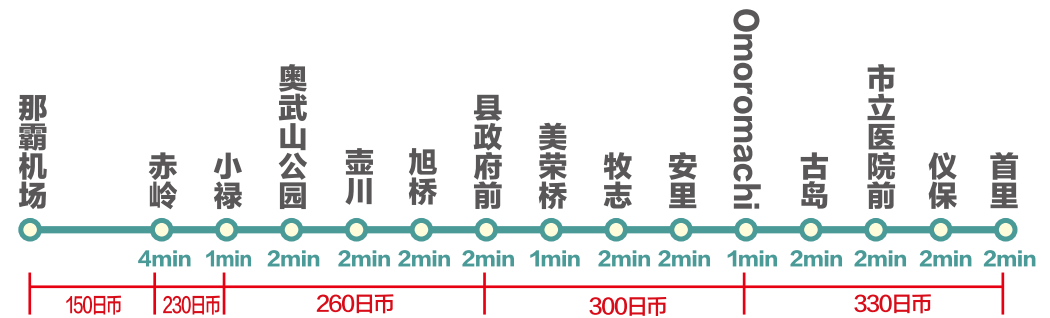 那霸机场
赤岭
小禄
奥武山公园
壶川
旭桥
县政府前
美荣桥
牧志
安里
Omoromachi
古岛
市立医院前
仪保
首里
4min
1min
2min
2min
2min
2min
1min
2min
2min
1min
2min
2min
2min
2min
150日币
230日币
260日币
300日币
330日币